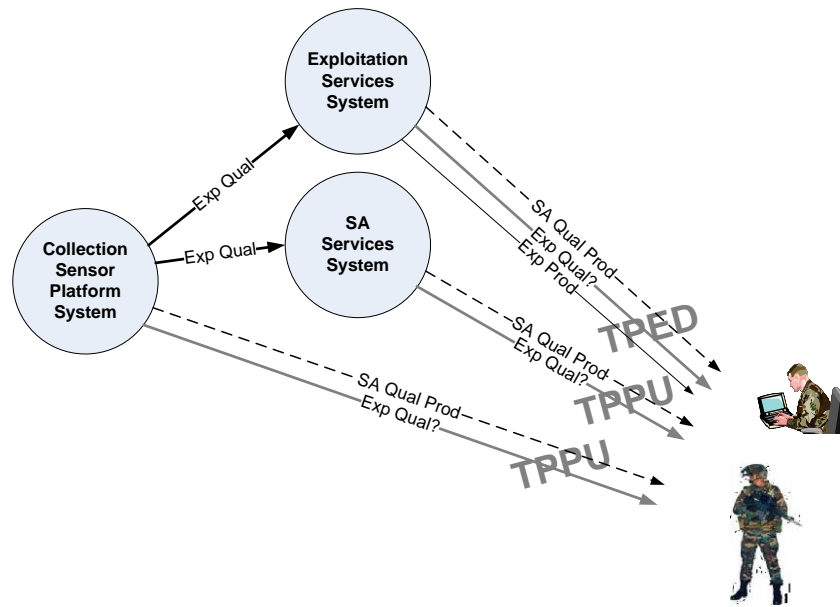 Exploitation
Services
System
Exp Qual
SA
Services
System
Collection
Sensor
Platform
System
Exp Qual
SA Qual Prod
Exp Qual?
Exp Prod
TPED
SA Qual Prod
Exp Qual?
TPPU
SA Qual Prod
Exp Qual?
TPPU